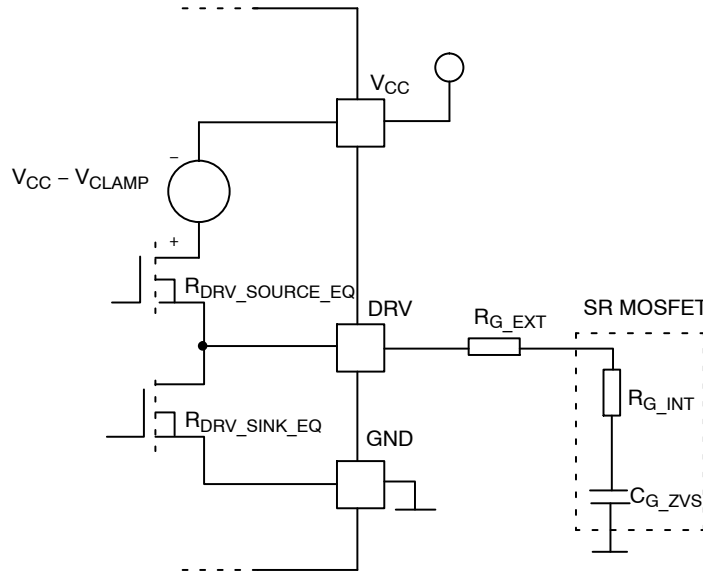 V_CC
−
V_CC − V_CLAMP
+
R_DRV_SOURCE_EQ
DRV
R_G_EXT
SR MOSFET
R_G_INT
R_DRV_SINK_EQ
GND
C_G_ZVS